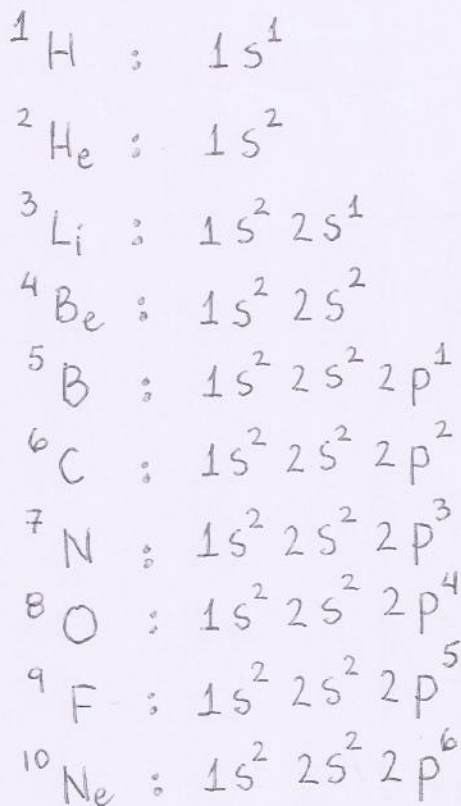 ¹H : 1s¹
²He : 1s²
³Li : 1s² 2s¹
⁴Be : 1s² 2s²
⁵B : 1s² 2s² 2p¹
⁶C : 1s² 2s² 2p²
⁷N : 1s² 2s² 2p³
⁸O : 1s² 2s² 2p⁴
⁹F : 1s² 2s² 2p⁵
¹⁰Ne : 1s² 2s² 2p⁶